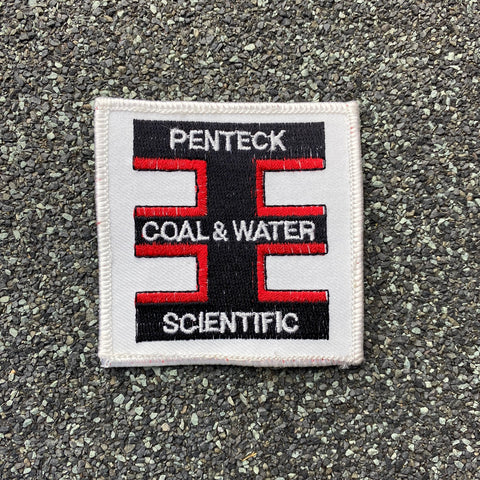 PENTECK
COAL & WATER
SCIENTIFIC